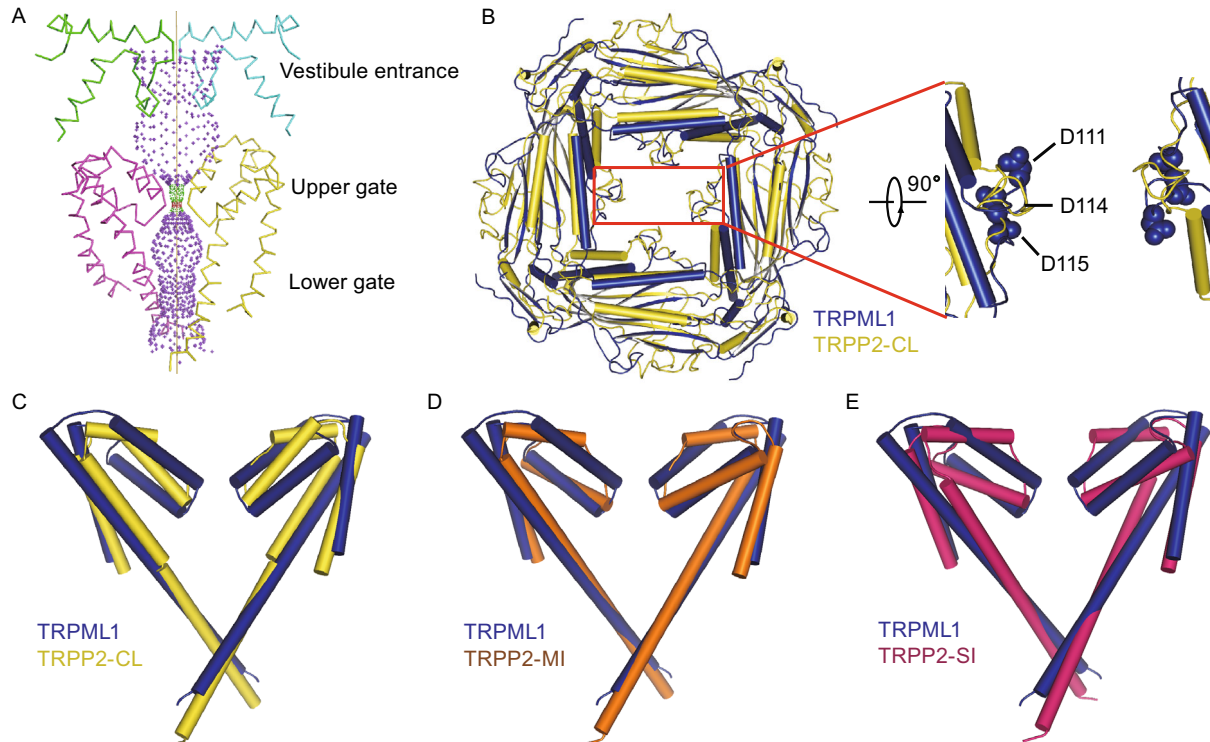 A
Vestibule entrance
Upper gate
Lower gate
B
TRPML1
TRPP2-CL
90°
D111
D114
D115
C
TRPML1
TRPP2-CL
D
TRPML1
TRPP2-MI
E
TRPML1
TRPP2-SI